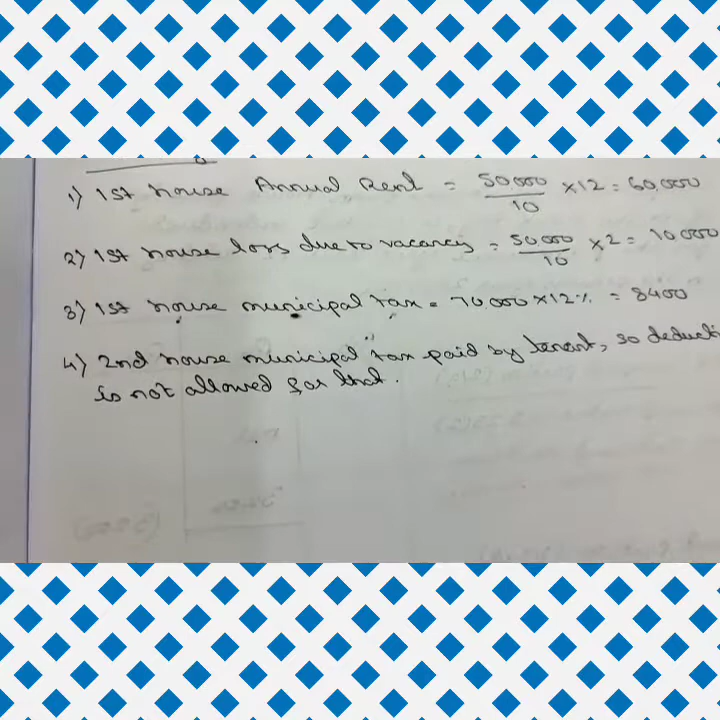 1) 1st house Annual Rent = 50,000/10 ×12 = 60,000
2) 1st house loss due to vacancy = 50,000/10 ×2 = 10,000
3) 1st house municipal tax = 70,000×12% = 8400
4) 2nd house municipal tax paid by tenant, so deducti
is not allowed for that.